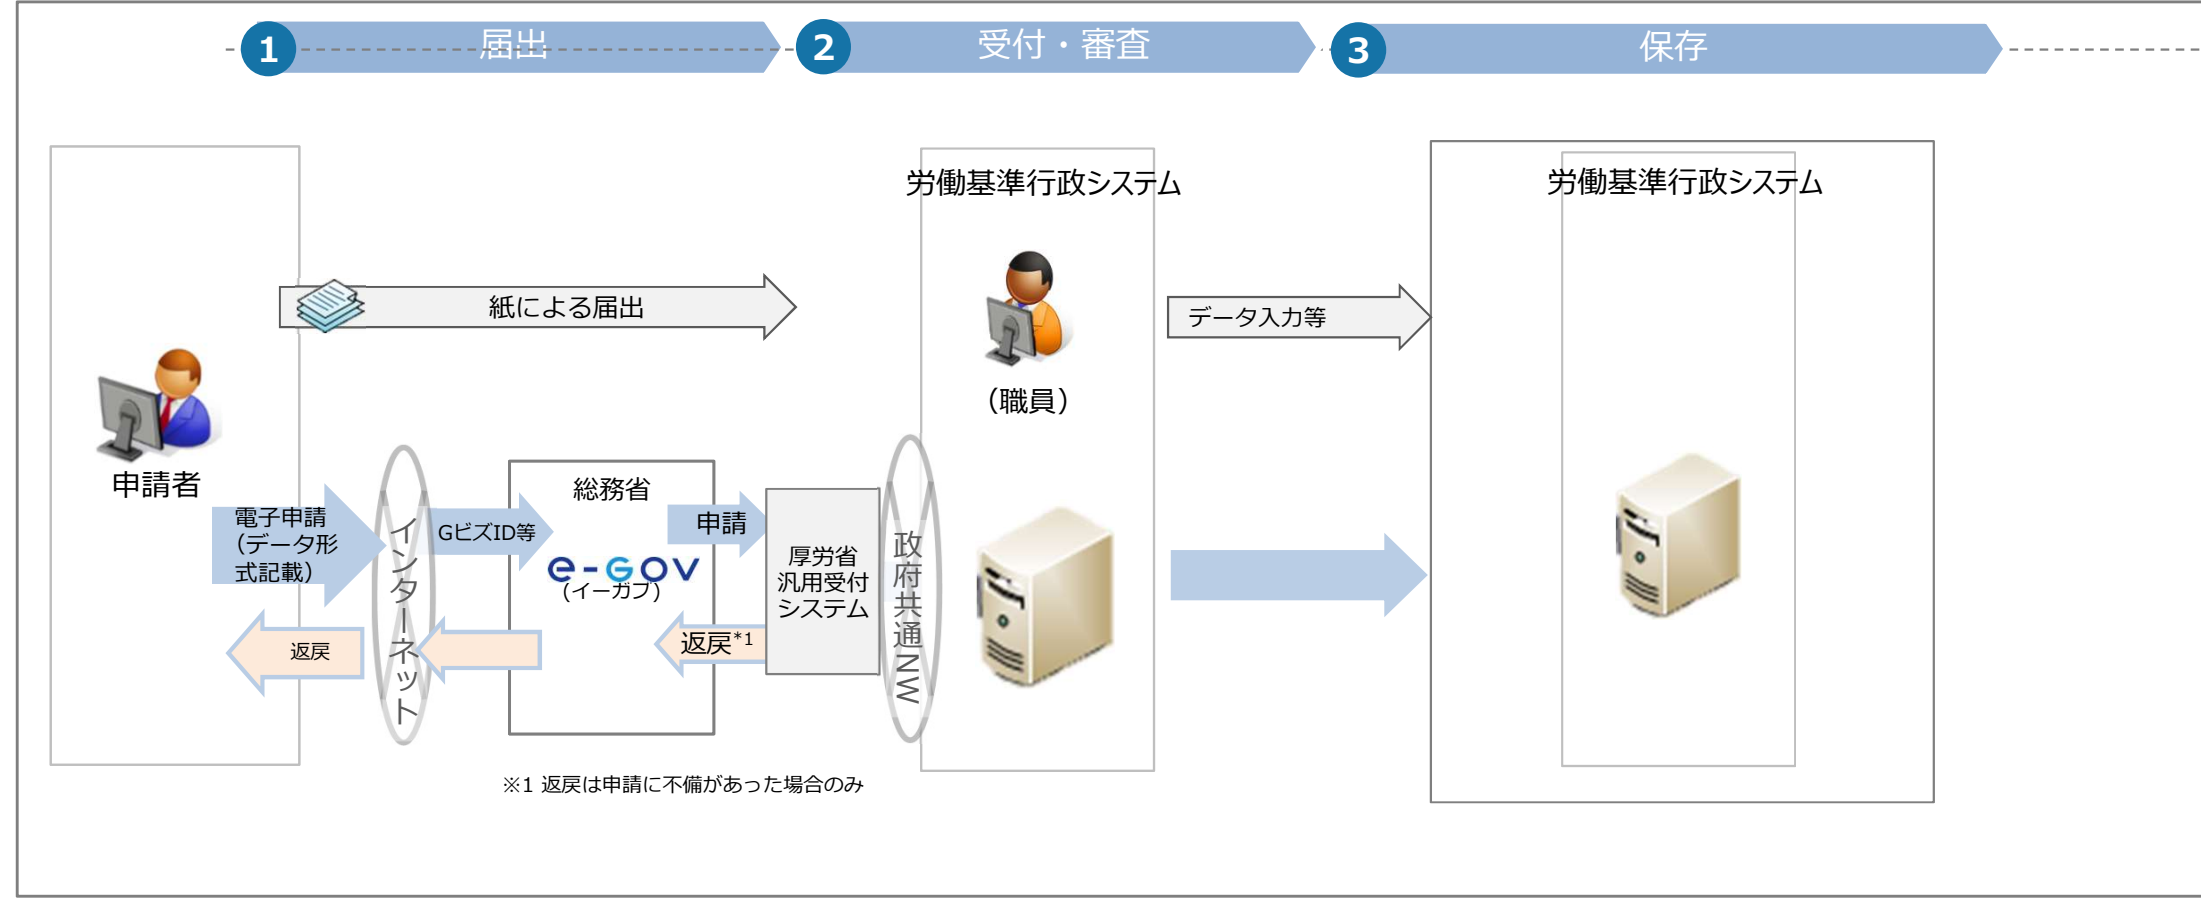 1
届出
2
受付・審査
3
保存
労働基準行政システム
労働基準行政システム
紙による届出
データ入力等
(職員)
申請者
電子申請
(データ形
式記載)
インターネット
GビズID等
総務省
e-GOV
(イーガブ)
申請
厚労省
汎用受付
システム
政府共通NW
返戻
返戻*1
※1 返戻は申請に不備があった場合のみ